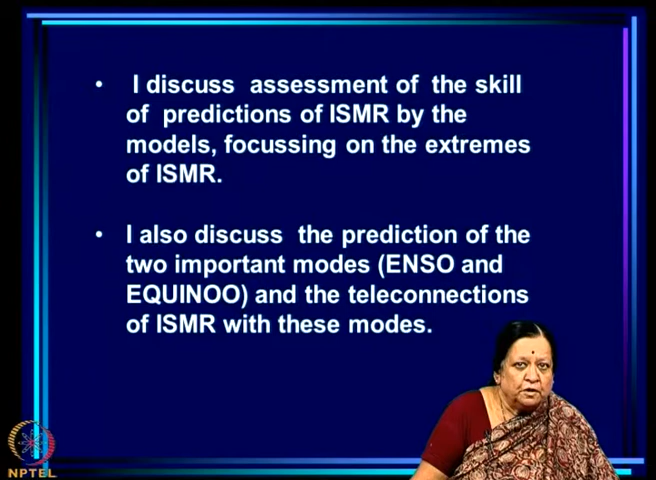 • I discuss assessment of the skill
of predictions of ISMR by the
models, focussing on the extremes
of ISMR.
• I also discuss the prediction of the
two important modes (ENSO and
EQUINOO) and the teleconnections
of ISMR with these modes.
NPTEL